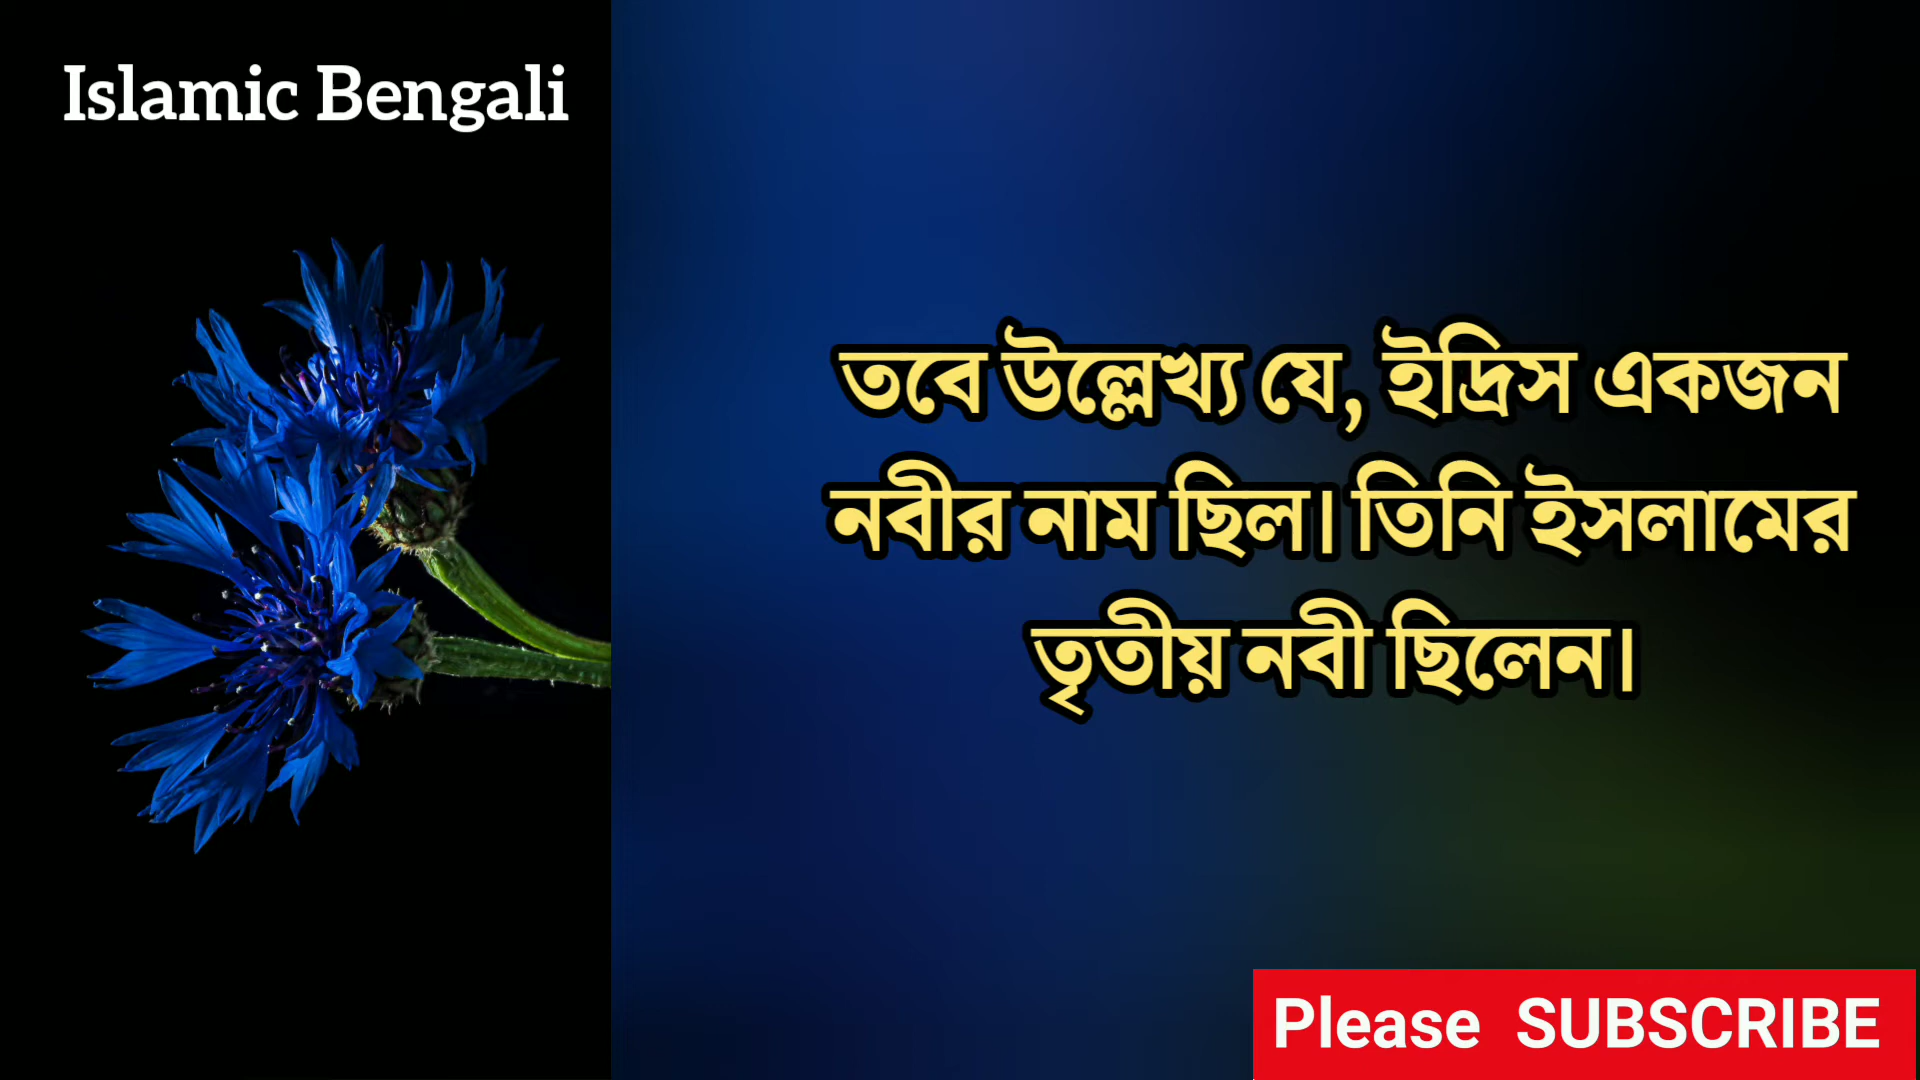 Islamic Bengali
তবে উল্লেখ্য যে, ইদ্রিস একজন
নবীর নাম ছিল। তিনি ইসলামের
তৃতীয় নবী ছিলেন।
Please SUBSCRIBE